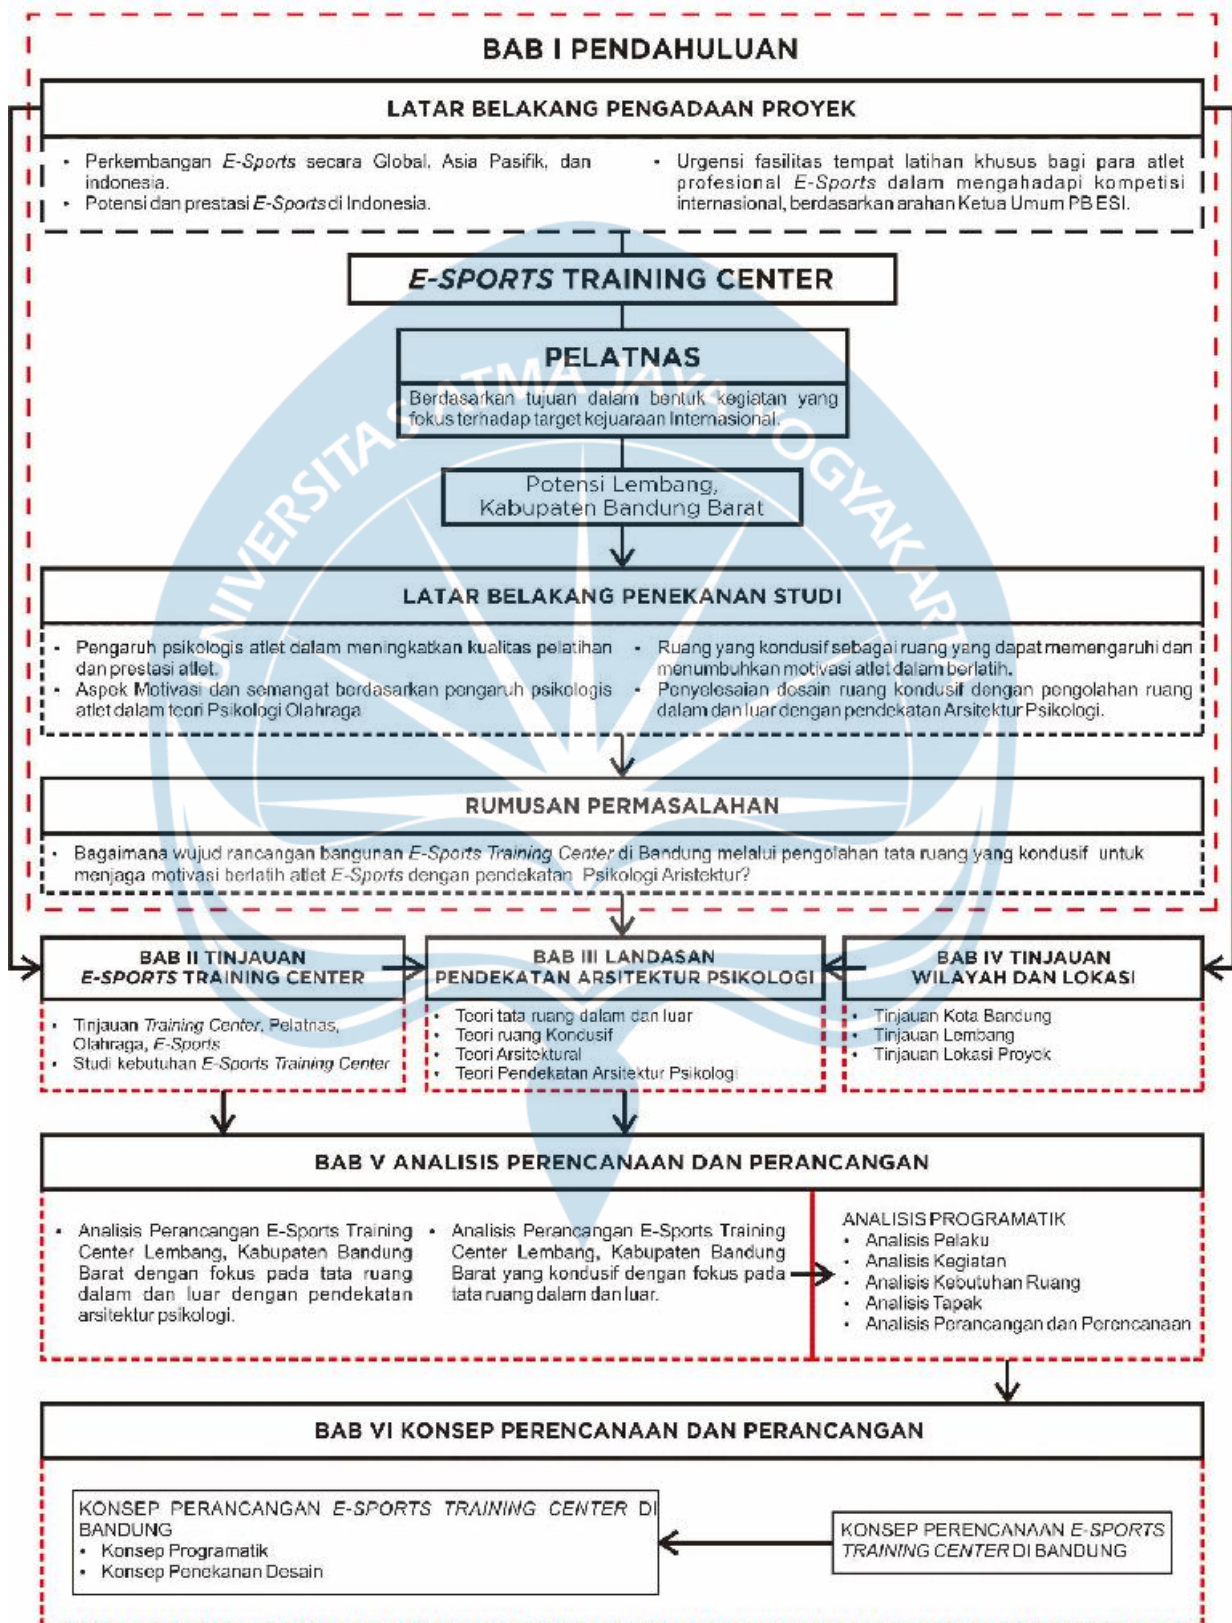 BAB I PENDAHULUAN
LATAR BELAKANG PENGADAAN PROYEK
• Perkembangan E-Sports secara Global, Asia Pasifik, dan
indonesia.
• Potensi dan prestasi E-Sports di Indonesia.
• Urgensi fasilitas tempat latihan khusus bagi para atlet
profesional E-Sports dalam mengahadapi kompetisi
internasional, berdasarkan arahan Ketua Umum PB ESI.
E-SPORTS TRAINING CENTER
PELATNAS
Berdasarkan tujuan dalam bentuk kegiatan yang
fokus terhadap target kejuaraan Internasional.
UNIVERSITAS ATMA JAYA YOGYAKARTA
Potensi Lembang,
Kabupaten Bandung Barat
LATAR BELAKANG PENEKANAN STUDI
• Pengaruh psikologis atlet dalam meningkatkan kualitas pelatihan
dan prestasi atlet.
• Aspek Motivasi dan semangat berdasarkan pengaruh psikologis
atlet dalam teori Psikologi Olahraga
• Ruang yang kondusif sebagai ruang yang dapat memengaruhi dan
menumbuhkan motivasi atlet dalam berlatih.
• Penyelesaian desain ruang kondusif dengan pengolahan ruang
dalam dan luar dengan pendekatan Arsitektur Psikologi.
RUMUSAN PERMASALAHAN
• Bagaimana wujud rancangan bangunan E-Sports Training Center di Bandung melalui pengolahan tata ruang yang kondusif untuk
menjaga motivasi berlatih atlet E-Sports dengan pendekatan Psikologi Aristektur?
BAB II TINJAUAN
E-SPORTS TRAINING CENTER
• Tinjauan Training Center, Pelatnas,
Olahraga, E-Sports
• Studi kebutuhan E-Sports Training Center
BAB III LANDASAN
PENDEKATAN ARSITEKTUR PSIKOLOGI
• Teori tata ruang dalam dan luar
• Teori ruang Kondusif
• Teori Arsitektural
• Teori Pendekatan Arsitektur Psikologi
BAB IV TINJAUAN
WILAYAH DAN LOKASI
• Tinjauan Kota Bandung
• Tinjauan Lembang
• Tinjauan Lokasi Proyek
BAB V ANALISIS PERENCANAAN DAN PERANCANGAN
• Analisis Perancangan E-Sports Training
Center Lembang, Kabupaten Bandung
Barat dengan fokus pada tata ruang
dalam dan luar dengan pendekatan
arsitektur psikologi.
• Analisis Perancangan E-Sports Training
Center Lembang, Kabupaten Bandung
Barat yang kondusif dengan fokus pada
tata ruang dalam dan luar.
ANALISIS PROGRAMATIK
• Analisis Pelaku
• Analisis Kegiatan
• Analisis Kebutuhan Ruang
• Analisis Tapak
• Analisis Perancangan dan Perencanaan
BAB VI KONSEP PERENCANAAN DAN PERANCANGAN
KONSEP PERANCANGAN E-SPORTS TRAINING CENTER DI
BANDUNG
• Konsep Programatik
• Konsep Penekanan Desain
KONSEP PERENCANAAN E-SPORTS
TRAINING CENTER DI BANDUNG